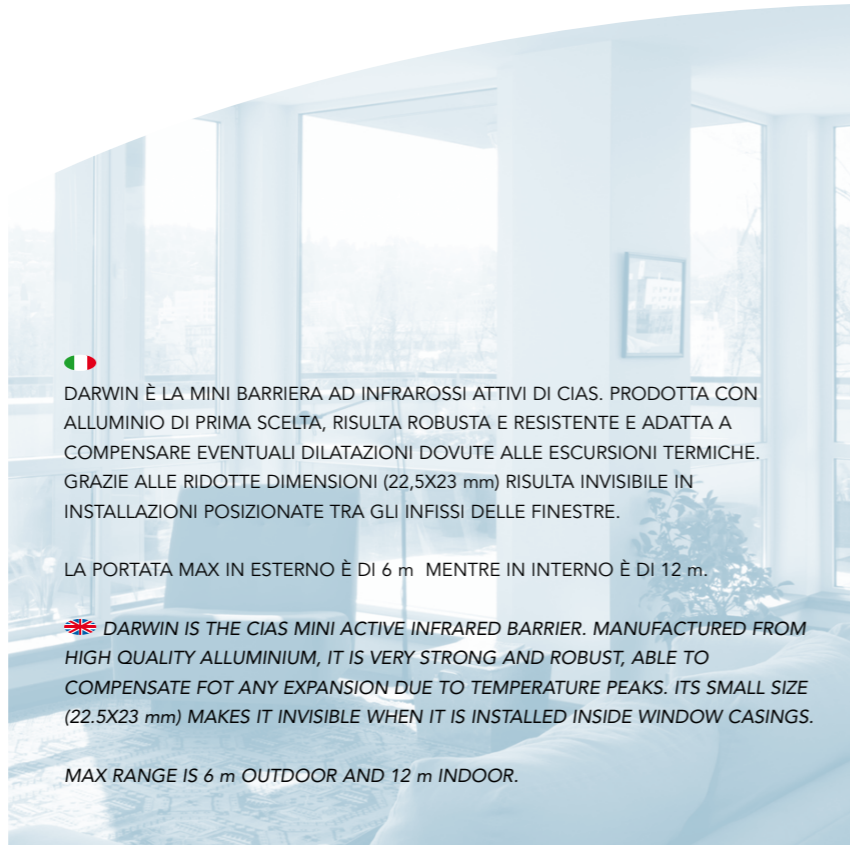 DARWIN È LA MINI BARRIERA AD INFRAROSSI ATTIVI DI CIAS. PRODOTTA CON
ALLUMINIO DI PRIMA SCELTA, RISULTA ROBUSTA E RESISTENTE E ADATTA A
COMPENSARE EVENTUALI DILATAZIONI DOVUTE ALLE ESCURSIONI TERMICHE.
GRAZIE ALLE RIDOTTE DIMENSIONI (22,5X23 mm) RISULTA INVISIBILE IN
INSTALLAZIONI POSIZIONATE TRA GLI INFISSI DELLE FINESTRE.
LA PORTATA MAX IN ESTERNO È DI 6 m MENTRE IN INTERNO È DI 12 m.
DARWIN IS THE CIAS MINI ACTIVE INFRARED BARRIER. MANUFACTURED FROM
HIGH QUALITY ALLUMINIUM, IT IS VERY STRONG AND ROBUST, ABLE TO
COMPENSATE FOT ANY EXPANSION DUE TO TEMPERATURE PEAKS. ITS SMALL SIZE
(22.5X23 mm) MAKES IT INVISIBLE WHEN IT IS INSTALLED INSIDE WINDOW CASINGS.
MAX RANGE IS 6 m OUTDOOR AND 12 m INDOOR.